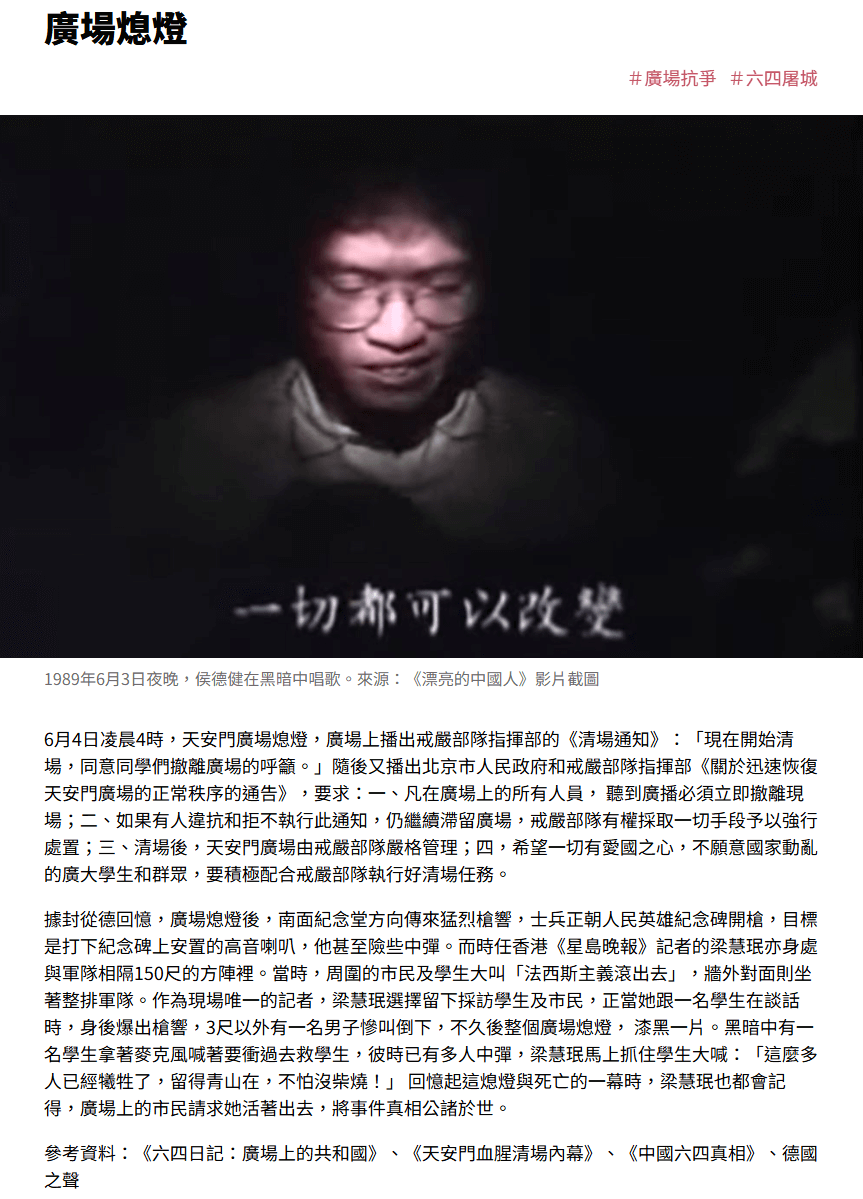 廣場熄燈
＃廣場抗爭 ＃六四屠城
一切都可以改變
1989年6月3日夜晚，侯德健在黑暗中唱歌。來源：《漂亮的中國人》影片截圖
6月4日凌晨4時，天安門廣場熄燈，廣場上播出戒嚴部隊指揮部的《清場通知》：「現在開始清
場，同意同學們撤離廣場的呼籲。」隨後又播出北京市人民政府和戒嚴部隊指揮部《關於迅速恢復
天安門廣場的正常秩序的通告》，要求：一、凡在廣場上的所有人員， 聽到廣播必須立即撤離現
場；二、如果有人違抗和拒不執行此通知，仍繼續滯留廣場，戒嚴部隊有權採取一切手段予以強行
處置；三、清場後，天安門廣場由戒嚴部隊嚴格管理；四，希望一切有愛國之心，不願意國家動亂
的廣大學生和群眾，要積極配合戒嚴部隊執行好清場任務。
據封從德回憶，廣場熄燈後，南面紀念堂方向傳來猛烈槍響，士兵正朝人民英雄紀念碑開槍，目標
是打下紀念碑上安置的高音喇叭，他甚至險些中彈。而時任香港《星島晚報》記者的梁慧珉亦身處
與軍隊相隔150尺的方陣裡。當時，周圍的市民及學生大叫「法西斯主義滾出去」，牆外對面則坐
著整排軍隊。作為現場唯一的記者，梁慧珉選擇留下採訪學生及市民，正當她跟一名學生在談話
時，身後爆出槍響，3尺以外有一名男子慘叫倒下，不久後整個廣場熄燈， 漆黑一片。黑暗中有一
名學生拿著麥克風喊著要衝過去救學生，彼時已有多人中彈，梁慧珉馬上抓住學生大喊：「這麼多
人已經犧牲了，留得青山在，不怕沒柴燒！」 回憶起這熄燈與死亡的一幕時，梁慧珉也都會記
得，廣場上的市民請求她活著出去，將事件真相公諸於世。
參考資料：《六四日記：廣場上的共和國》、《天安門血腥清場內幕》、《中國六四真相》、德國
之聲